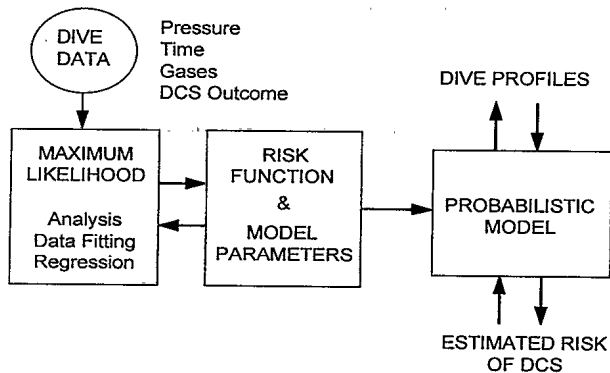 DIVE
DATA
Pressure
Time
Gases
DCS Outcome
MAXIMUM
LIKELIHOOD
Analysis
Data Fitting
Regression
RISK
FUNCTION
&
MODEL
PARAMETERS
DIVE PROFILES
PROBABILISTIC
MODEL
ESTIMATED RISK
OF DCS